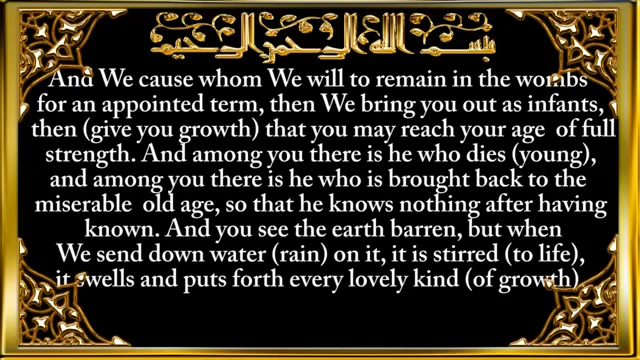 بسم الله الرحمن الرحيم
And We cause whom We will to remain in the wombs
for an appointed term, then We bring you out as infants,
then (give you growth) that you may reach your age of full
strength. And among you there is he who dies (young),
and among you there is he who is brought back to the
miserable old age, so that he knows nothing after having
known. And you see the earth barren, but when
We send down water (rain) on it, it is stirred (to life),
it swells and puts forth every lovely kind (of growth)